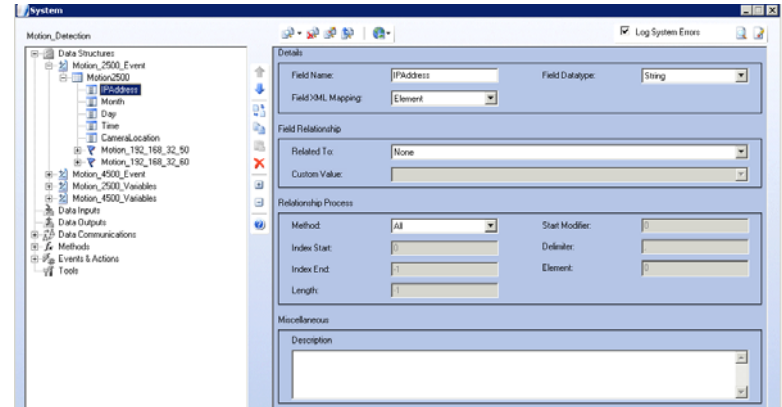 System
Motion_Detection
Log System Errors
Data Structures
Motion_2500_Event
Motion2500
IPAddress
Month
Day
Time
CameraLocation
Motion_192_168_32_50
Motion_192_168_32_60
Motion_4500_Event
Motion_2500_Variables
Motion_4500_Variables
Data Inputs
Data Outputs
Data Communications
Methods
Events & Actions
Tools
Details
Field Name: IPAddress Field Datatype: String
Field XML Mapping: Element
Field Relationship
Related To: None
Custom Value:
Relationship Process
Method: All Start Modifier: 0
Index Start: 0 Delimiter: .
Index End: -1 Element: 0
Length: -1
Miscellaneous
Description